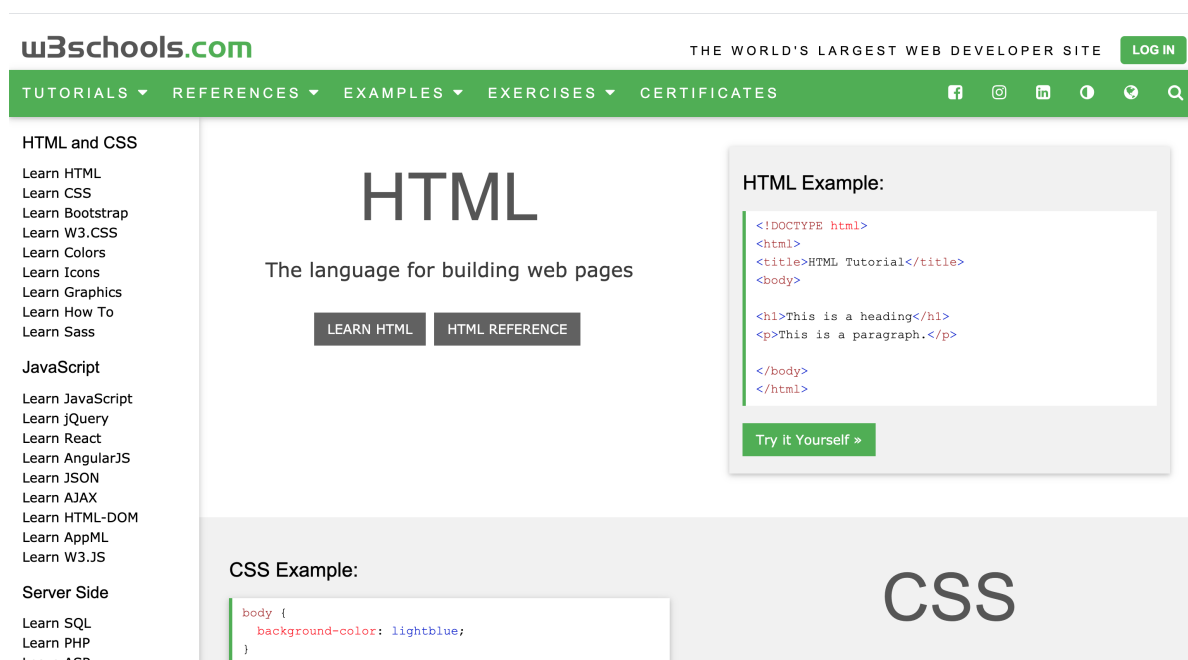 w3schools.com
THE WORLD'S LARGEST WEB DEVELOPER SITE
LOG IN
TUTORIALS REFERENCES EXAMPLES EXERCISES CERTIFICATES
HTML and CSS
Learn HTML
Learn CSS
Learn Bootstrap
Learn W3.CSS
Learn Colors
Learn Icons
Learn Graphics
Learn How To
Learn Sass
JavaScript
Learn JavaScript
Learn jQuery
Learn React
Learn AngularJS
Learn JSON
Learn AJAX
Learn HTML-DOM
Learn AppML
Learn W3.JS
Server Side
Learn SQL
Learn PHP
HTML
The language for building web pages
LEARN HTML HTML REFERENCE
HTML Example:
<!DOCTYPE html>
<html>
<title>HTML Tutorial</title>
<body>
<h1>This is a heading</h1>
<p>This is a paragraph.</p>
</body>
</html>
Try it Yourself »
CSS Example:
body {
background-color: lightblue;
}
CSS